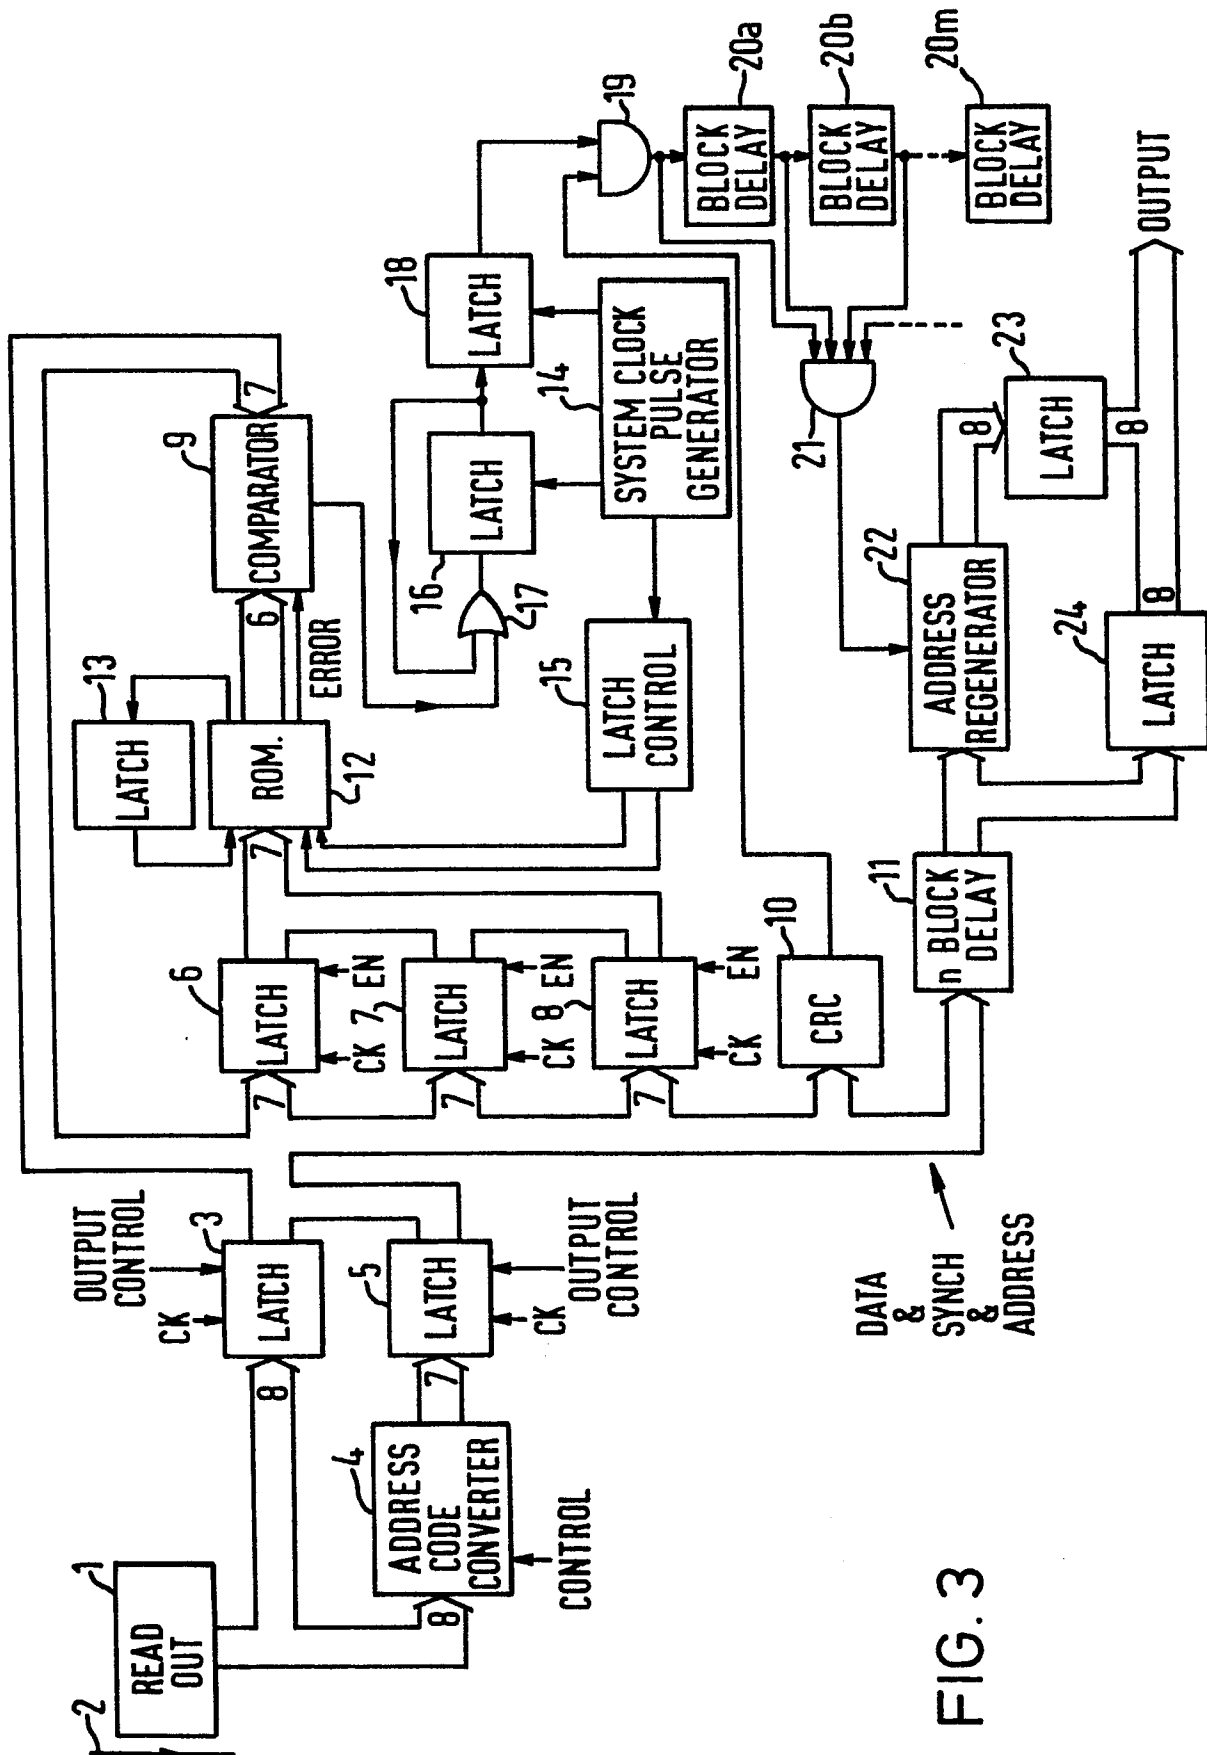 2
1
READ
OUT
8
8
4
ADDRESS
CODE
CONVERTER
CONTROL
7
OUTPUT
CONTROL
CK
3
LATCH
5
LATCH
CK
OUTPUT
CONTROL
DATA
&
SYNCH
&
ADDRESS
6
LATCH
7
CK
EN
7
LATCH
7
CK
EN
8
LATCH
7
CK
EN
10
CRC
11
n BLOCK
DELAY
13
LATCH
12
ROM.
7
6
ERROR
9
COMPARATOR
7
15
LATCH
CONTROL
17
16
LATCH
18
LATCH
14
SYSTEM CLOCK
PULSE
GENERATOR
19
20a
BLOCK
DELAY
20b
BLOCK
DELAY
20m
BLOCK
DELAY
21
22
ADDRESS
REGENERATOR
8
23
LATCH
8
24
LATCH
8
OUTPUT
FIG. 3